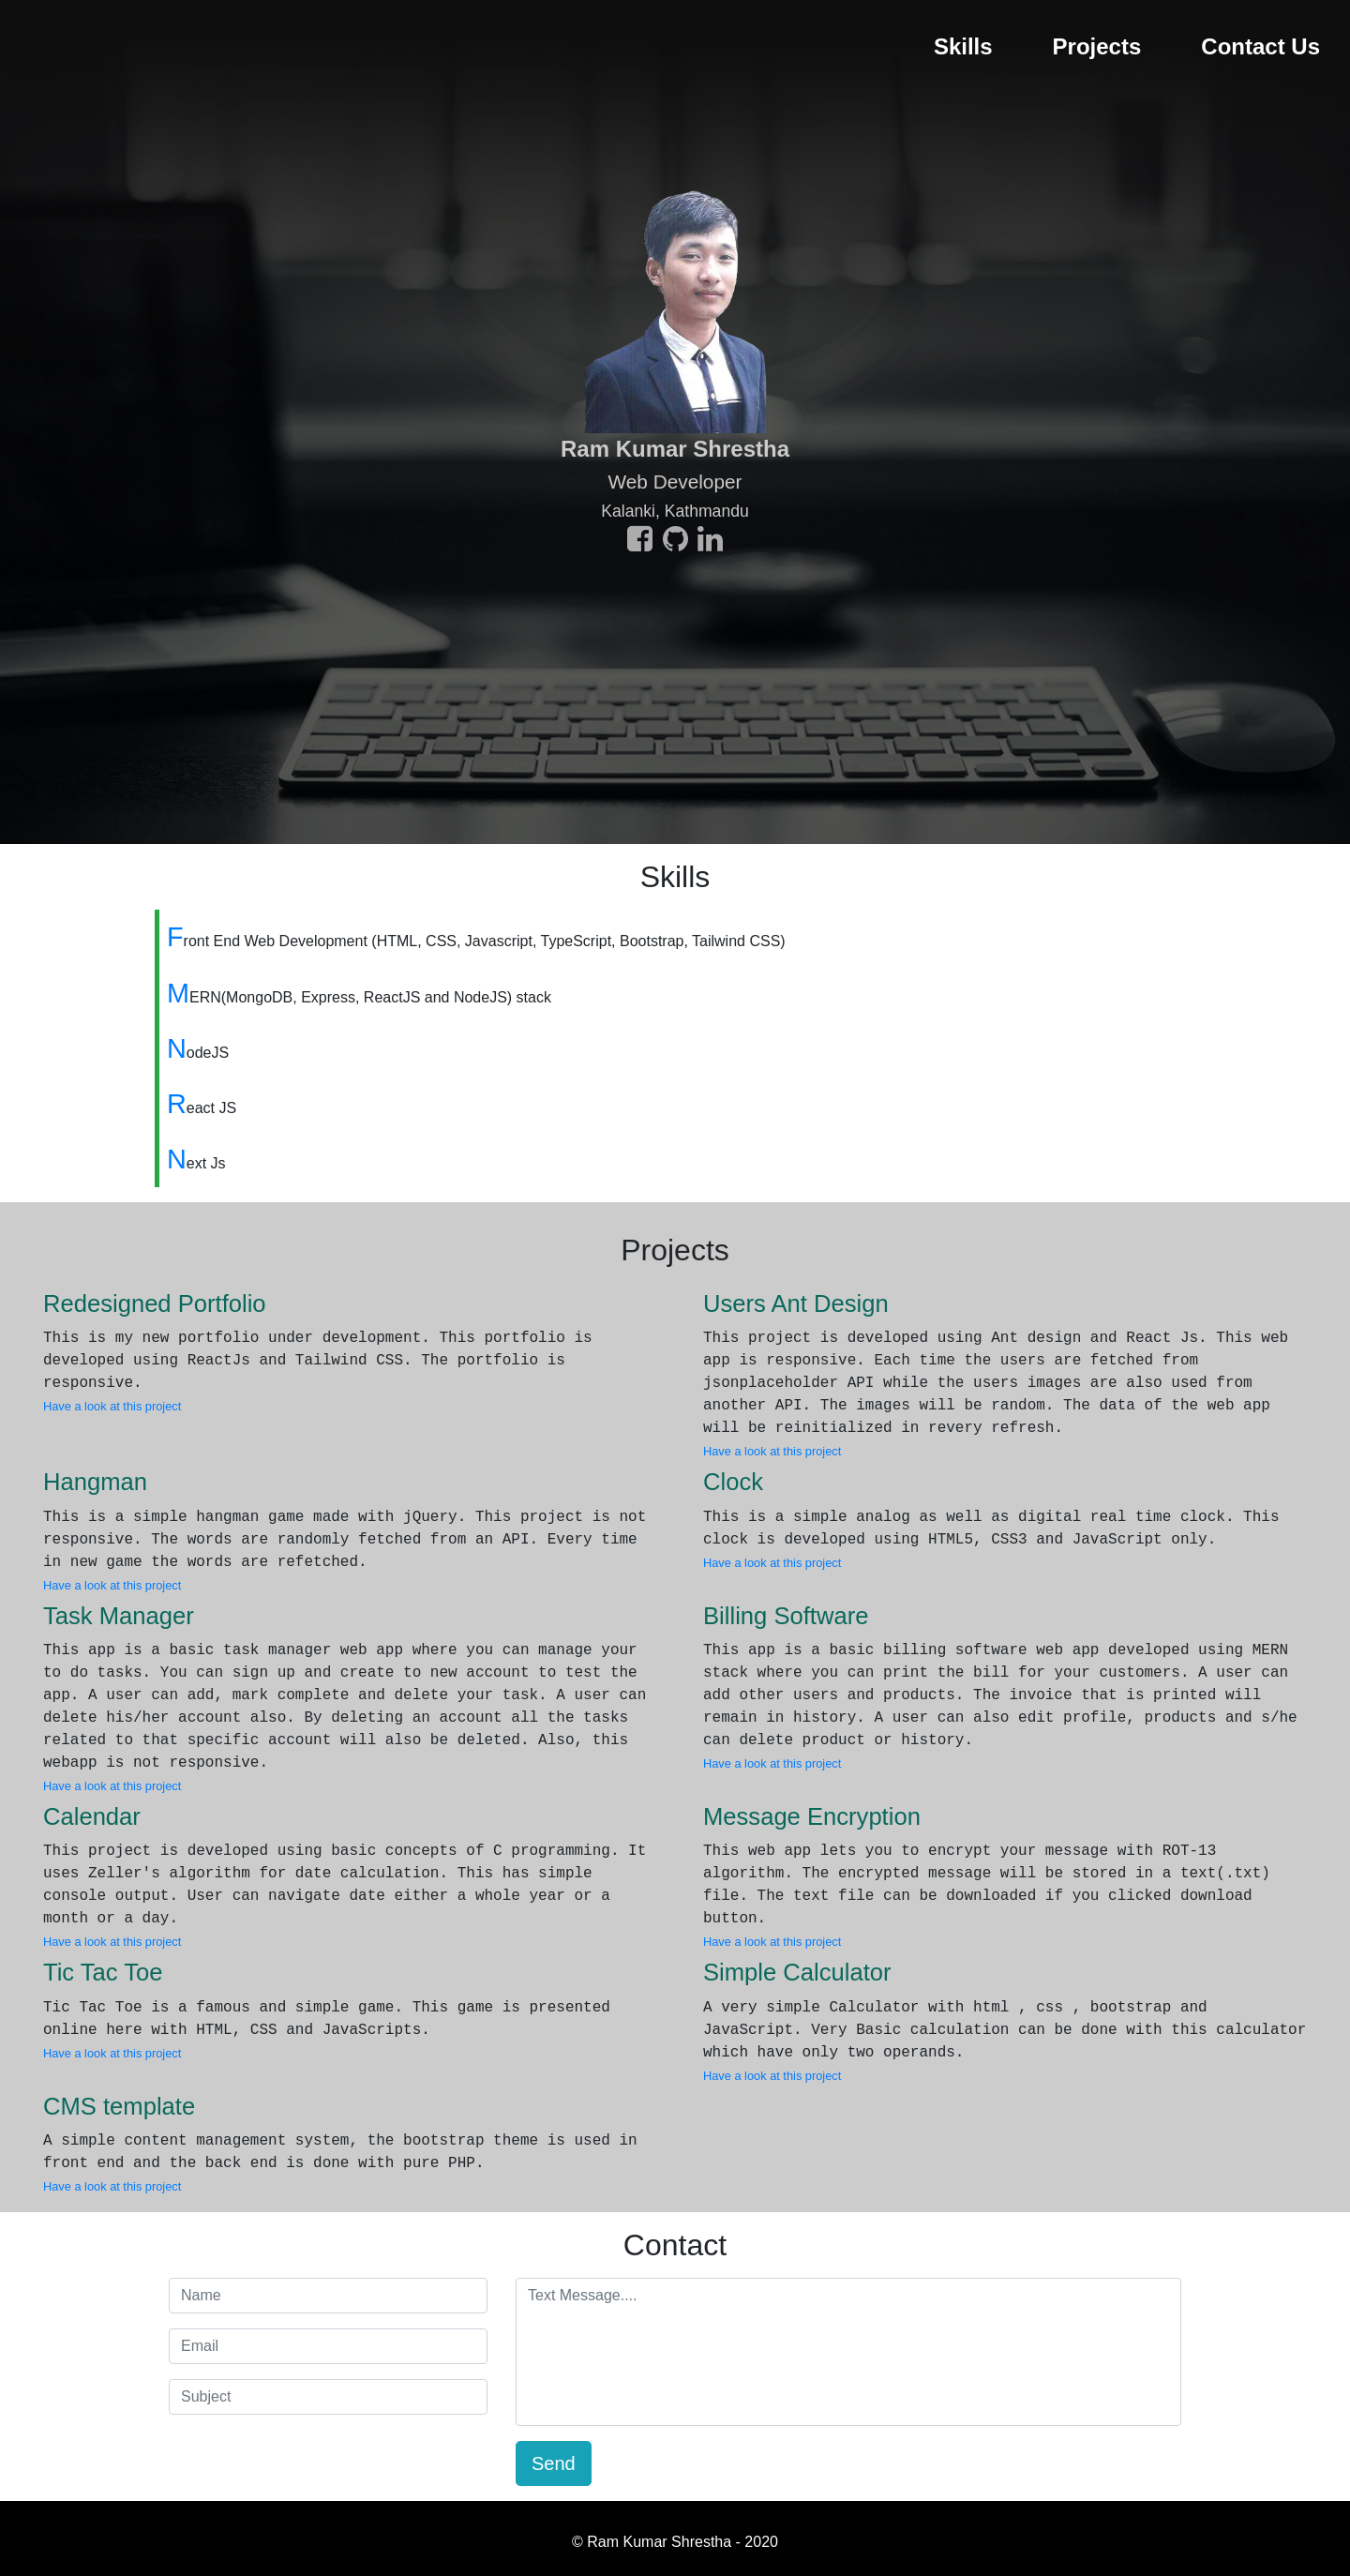 Skills Projects Contact Us
Ram Kumar Shrestha
Web Developer
Kalanki, Kathmandu
Skills
Front End Web Development (HTML, CSS, Javascript, TypeScript, Bootstrap, Tailwind CSS)
MERN(MongoDB, Express, ReactJS and NodeJS) stack
NodeJS
React JS
Next Js
Projects
Redesigned Portfolio
This is my new portfolio under development. This portfolio is
developed using ReactJs and Tailwind CSS. The portfolio is
responsive.
Have a look at this project
Users Ant Design
This project is developed using Ant design and React Js. This web
app is responsive. Each time the users are fetched from
jsonplaceholder API while the users images are also used from
another API. The images will be random. The data of the web app
will be reinitialized in revery refresh.
Have a look at this project
Hangman
This is a simple hangman game made with jQuery. This project is not
responsive. The words are randomly fetched from an API. Every time
in new game the words are refetched.
Have a look at this project
Clock
This is a simple analog as well as digital real time clock. This
clock is developed using HTML5, CSS3 and JavaScript only.
Have a look at this project
Task Manager
This app is a basic task manager web app where you can manage your
to do tasks. You can sign up and create to new account to test the
app. A user can add, mark complete and delete your task. A user can
delete his/her account also. By deleting an account all the tasks
related to that specific account will also be deleted. Also, this
webapp is not responsive.
Have a look at this project
Billing Software
This app is a basic billing software web app developed using MERN
stack where you can print the bill for your customers. A user can
add other users and products. The invoice that is printed will
remain in history. A user can also edit profile, products and s/he
can delete product or history.
Have a look at this project
Calendar
This project is developed using basic concepts of C programming. It
uses Zeller's algorithm for date calculation. This has simple
console output. User can navigate date either a whole year or a
month or a day.
Have a look at this project
Message Encryption
This web app lets you to encrypt your message with ROT-13
algorithm. The encrypted message will be stored in a text(.txt)
file. The text file can be downloaded if you clicked download
button.
Have a look at this project
Tic Tac Toe
Tic Tac Toe is a famous and simple game. This game is presented
online here with HTML, CSS and JavaScripts.
Have a look at this project
Simple Calculator
A very simple Calculator with html , css , bootstrap and
JavaScript. Very Basic calculation can be done with this calculator
which have only two operands.
Have a look at this project
CMS template
A simple content management system, the bootstrap theme is used in
front end and the back end is done with pure PHP.
Have a look at this project
Contact
Name
Email
Subject
Text Message....
Send
© Ram Kumar Shrestha - 2020